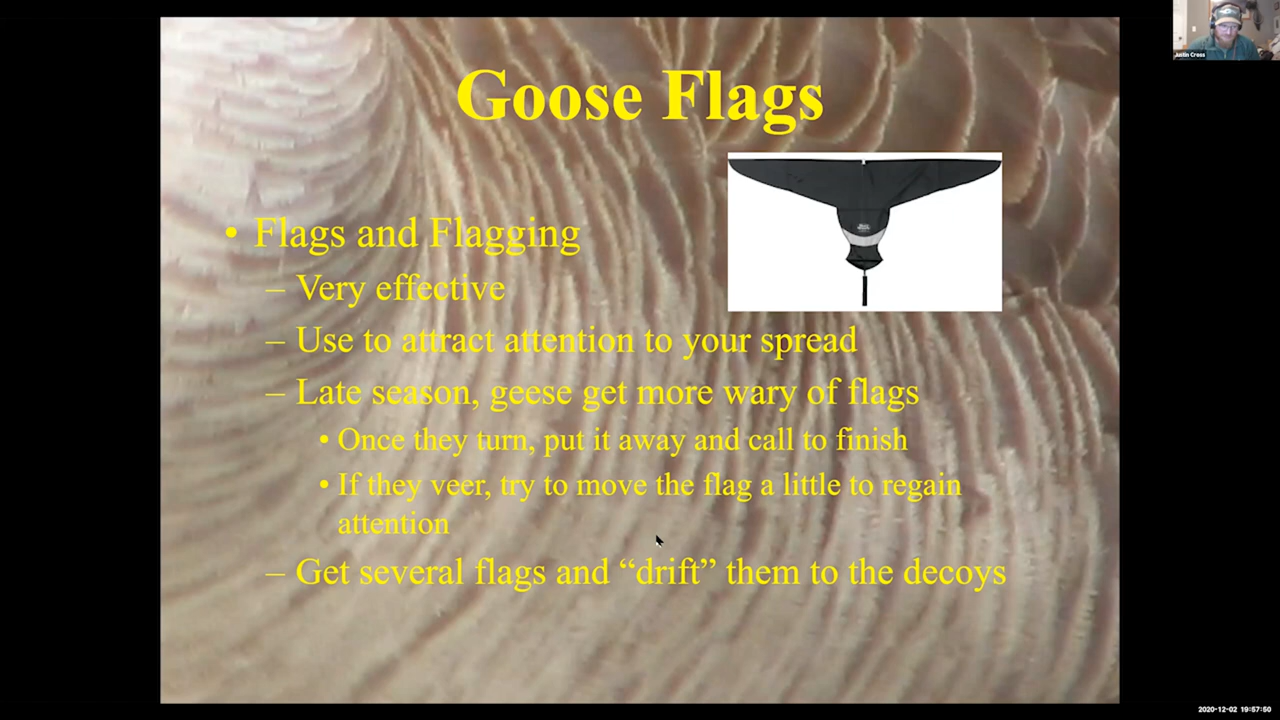 Goose Flags
• Flags and Flagging
– Very effective
– Use to attract attention to your spread
– Late season, geese get more wary of flags
• Once they turn, put it away and call to finish
• If they veer, try to move the flag a little to regain
attention
– Get several flags and “drift” them to the decoys
Justin Cross
2020-12-02 19:57:50